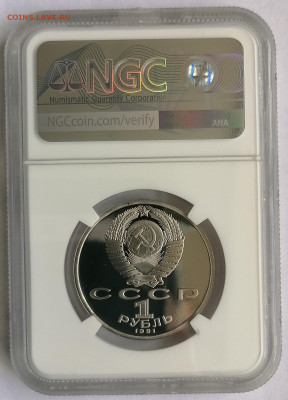 COINS.LAVE.RU
NGC
Numismatic Guaranty Corporation
NGCcoin.com/verify
ANA
СССР
1
РУБЛЬ
1991